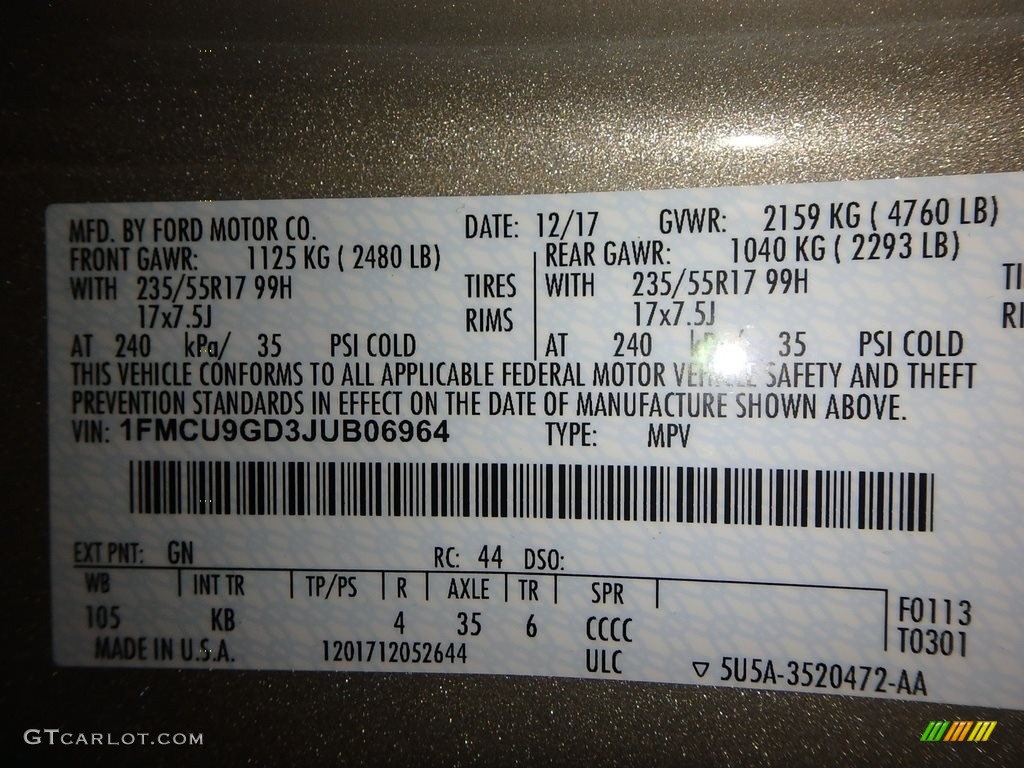 MFD. BY FORD MOTOR CO. DATE: 12/17 GVWR: 2159 KG ( 4760 LB)
FRONT GAWR: 1125 KG ( 2480 LB) REAR GAWR: 1040 KG ( 2293 LB)
WITH 235/55R17 99H TIRES WITH 235/55R17 99H TI
17x7.5J RIMS 17x7.5J RI
AT 240 kPa/ 35 PSI COLD AT 240 35 PSI COLD
THIS VEHICLE CONFORMS TO ALL APPLICABLE FEDERAL MOTOR VEHICLE SAFETY AND THEFT
PREVENTION STANDARDS IN EFFECT ON THE DATE OF MANUFACTURE SHOWN ABOVE.
VIN: 1FMCU9GD3JUB06964 TYPE: MPV
EXT PNT: GN RC: 44 DSO:
WB INT TR TP/PS R AXLE TR SPR
105 KB 4 35 6 CCCC
F0113
T0301
MADE IN U.S.A. 1201712052644 ULC 5U5A-3520472-AA
GTCARLOT.COM